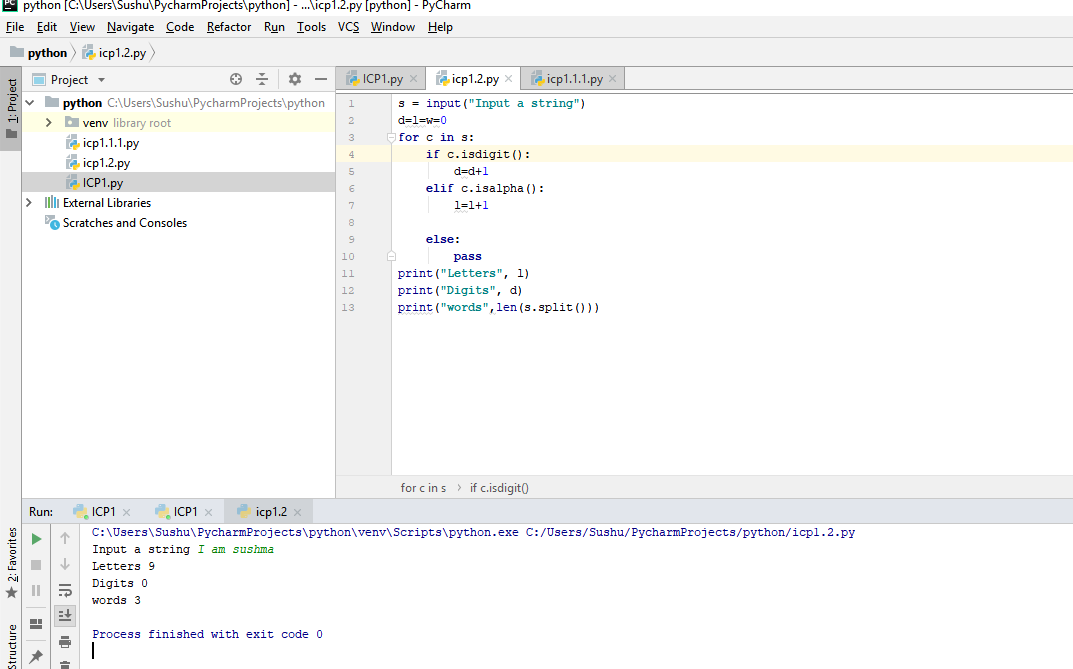 python [C:\Users\Sushu\PycharmProjects\python] - ...\icp1.2.py [python] - PyCharm
File Edit View Navigate Code Refactor Run Tools VCS Window Help
python icp1.2.py
1: Project
Project
ICP1.py icp1.2.py icp1.1.1.py
python C:\Users\Sushu\PycharmProjects\python
venv library root
icp1.1.1.py
icp1.2.py
ICP1.py
External Libraries
Scratches and Consoles
1 s = input("Input a string")
2 d=l=w=0
3 for c in s:
4 if c.isdigit():
5 d=d+1
6 elif c.isalpha():
7 l=l+1
8
9 else:
10 pass
11 print("Letters", l)
12 print("Digits", d)
13 print("words",len(s.split()))
for c in s › if c.isdigit()
Run: ICP1 ICP1 icp1.2
C:\Users\Sushu\PycharmProjects\python\venv\Scripts\python.exe C:/Users/Sushu/PycharmProjects/python/icp1.2.py
Input a string I am sushma
Letters 9
Digits 0
words 3
Process finished with exit code 0
2: Favorites
Structure